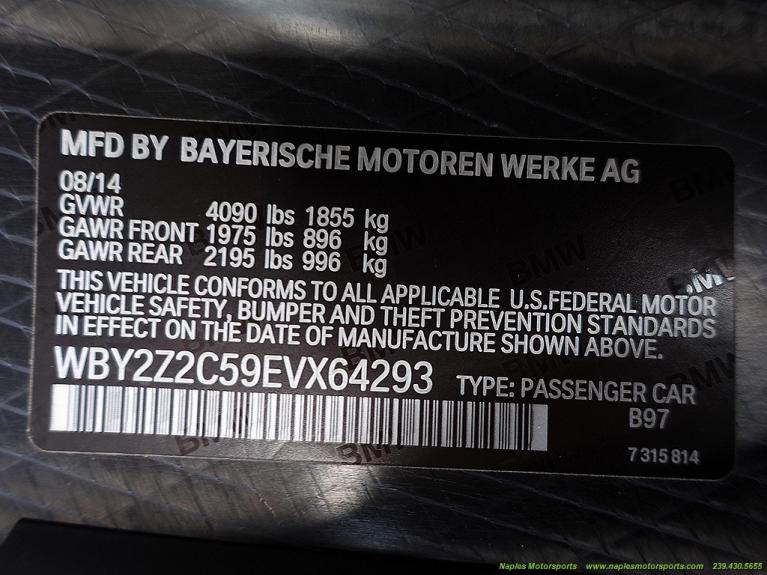 MFD BY BAYERISCHE MOTOREN WERKE AG
08/14
GVWR 4090 lbs 1855 kg
GAWR FRONT 1975 lbs 896 kg
GAWR REAR 2195 lbs 996 kg
THIS VEHICLE CONFORMS TO ALL APPLICABLE U.S.FEDERAL MOTOR
VEHICLE SAFETY, BUMPER AND THEFT PREVENTION STANDARDS
IN EFFECT ON THE DATE OF MANUFACTURE SHOWN ABOVE.
WBY2Z2C59EVX64293 TYPE: PASSENGER CAR
B97
7 315 814
BMW
BMW
BMW
Naples Motorsports - www.naplesmotorsports.com - 239.430.5655